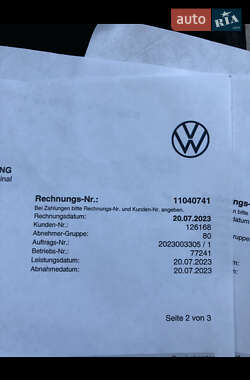 auto RIA
NG
inal
Rechnungs-Nr.: 11040741
Bei Zahlungen bitte Rechnungs-Nr. und Kunden-Nr. angeben.
Rechnungsdatum: 20.07.2023
Kunden-Nr.: 126168
Abnehmer-Gruppe: 80
Auftrags-Nr.: 2023003305 / 1
Betriebs-Nr.: 77241
Leistungsdatum: 20.07.2023
Abnahmedatum: 20.07.2023
Seite 2 von 3